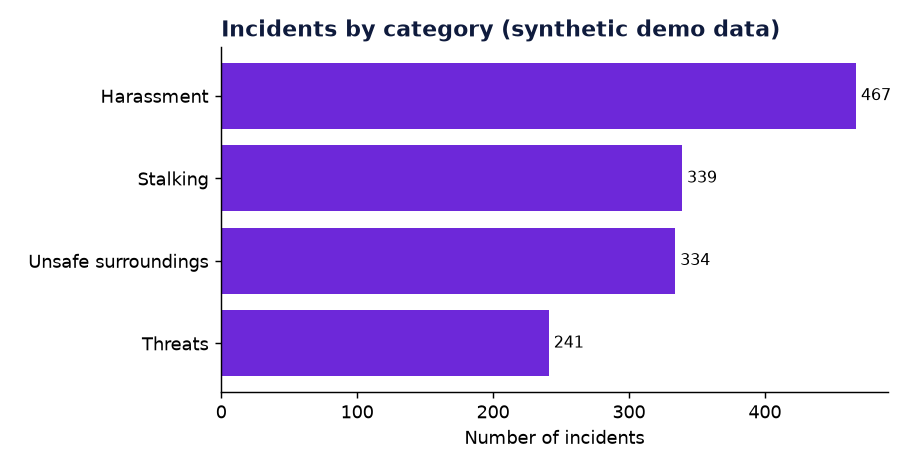 Incidents by category (synthetic demo data)
Harassment 467
Stalking 339
Unsafe surroundings 334
Threats 241
0 100 200 300 400
Number of incidents